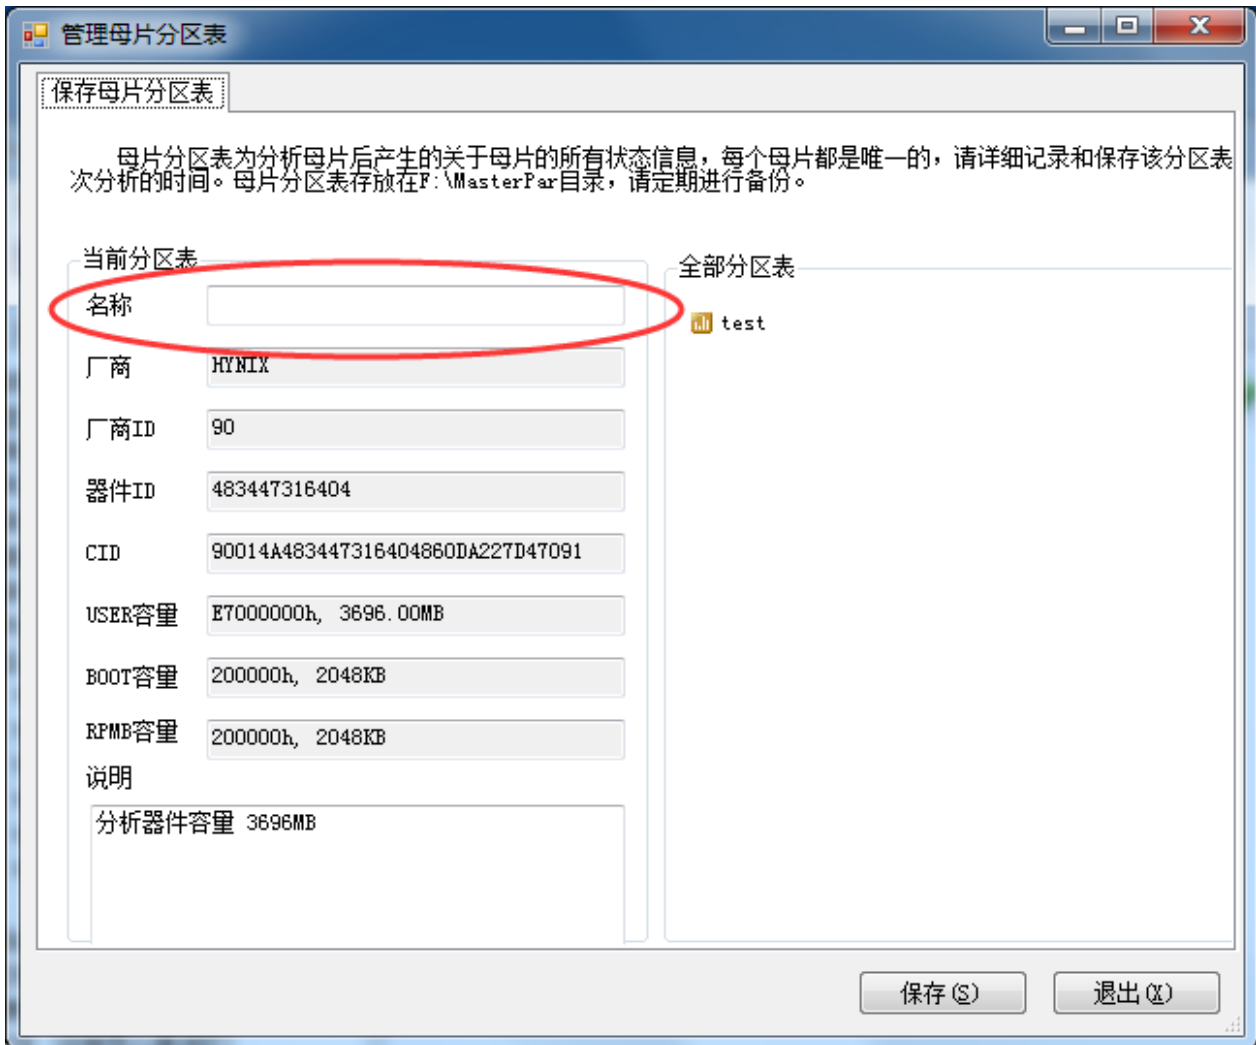 管理母片分区表
保存母片分区表
母片分区表为分析母片后产生的关于母片的所有状态信息，每个母片都是唯一的，请详细记录和保存该分区表
次分析的时间。母片分区表存放在F:\MasterPar目录，请定期进行备份。
当前分区表
名称
厂商 HYNIX
厂商ID 90
器件ID 483447316404
CID 90014A483447316404860DA227D47091
USER容量 E7000000h, 3696.00MB
BOOT容量 200000h, 2048KB
RPMB容量 200000h, 2048KB
说明
分析器件容量 3696MB
全部分区表
test
保存(S)
退出(X)